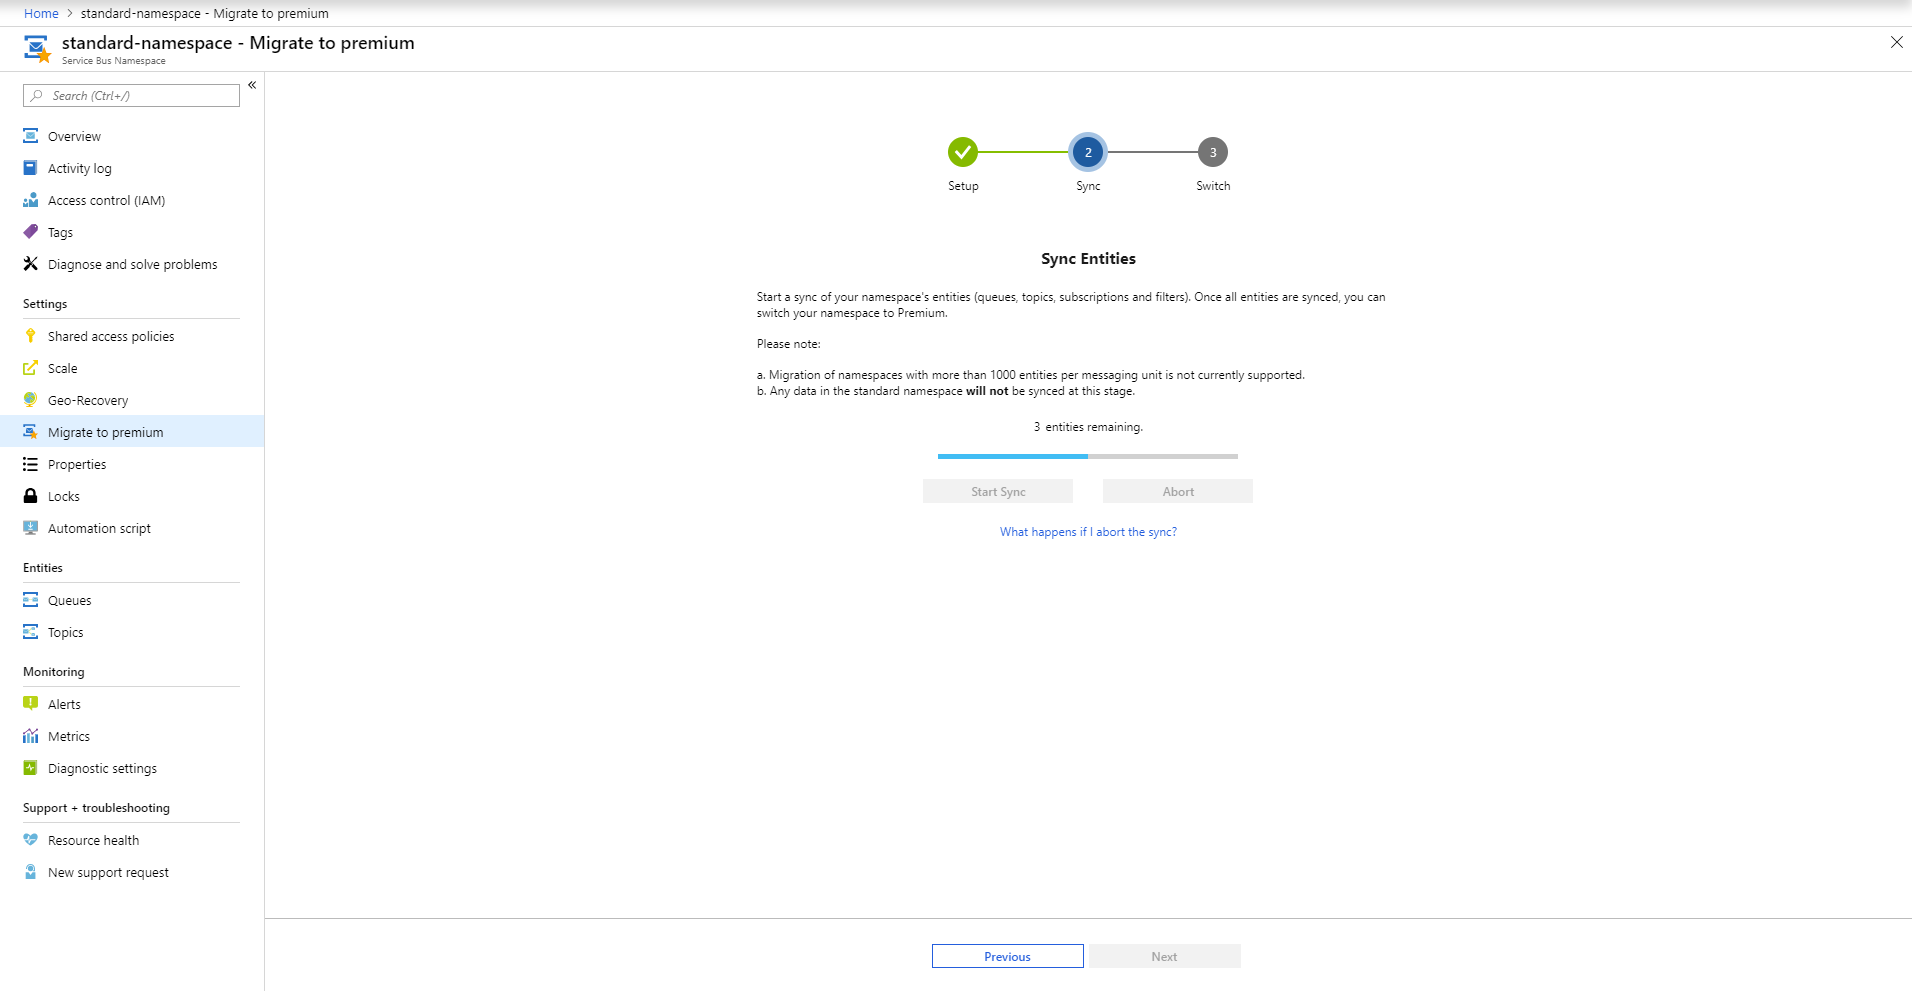 Home > standard-namespace - Migrate to premium
standard-namespace - Migrate to premium
Service Bus Namespace
Search (Ctrl+/)
«
Overview
Activity log
Access control (IAM)
Tags
Diagnose and solve problems
Settings
Shared access policies
Scale
Geo-Recovery
Migrate to premium
Properties
Locks
Automation script
Entities
Queues
Topics
Monitoring
Alerts
Metrics
Diagnostic settings
Support + troubleshooting
Resource health
New support request
2 3
Setup Sync Switch
Sync Entities
Start a sync of your namespace's entities (queues, topics, subscriptions and filters). Once all entities are synced, you can
switch your namespace to Premium.
Please note:
a. Migration of namespaces with more than 1000 entities per messaging unit is not currently supported.
b. Any data in the standard namespace will not be synced at this stage.
3 entities remaining.
Start Sync Abort
What happens if I abort the sync?
Previous Next